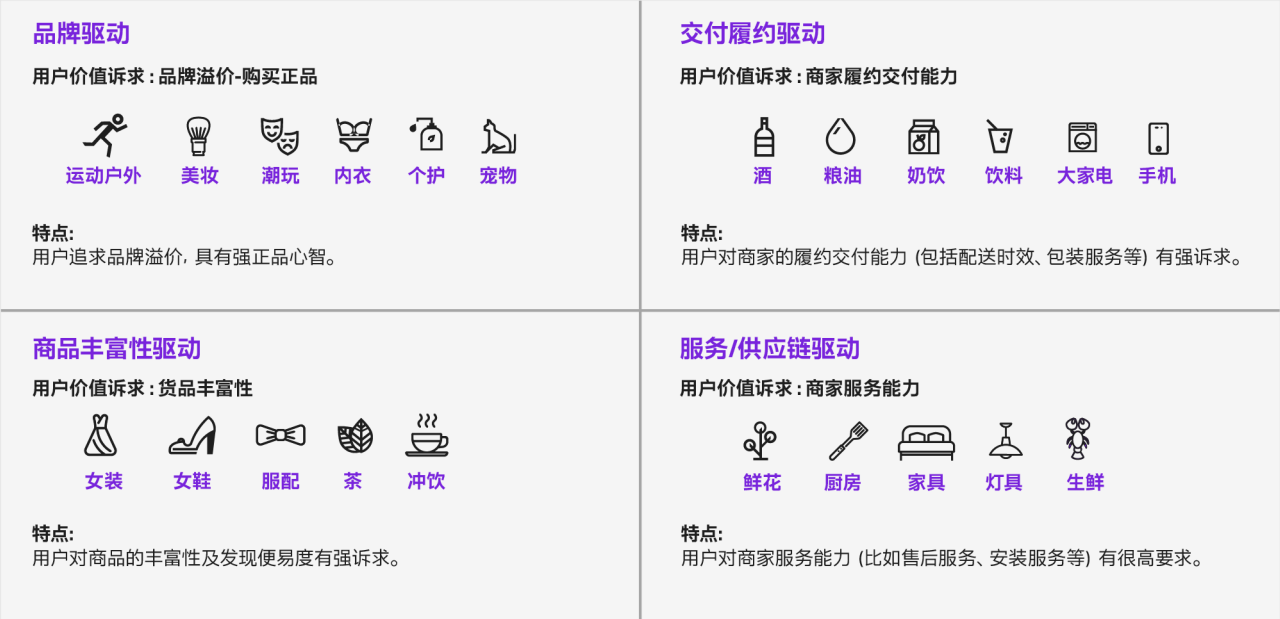 品牌驱动
用户价值诉求:品牌溢价-购买正品
运动户外 美妆 潮玩 内衣 个护 宠物
特点:
用户追求品牌溢价, 具有强正品心智。
交付履约驱动
用户价值诉求:商家履约交付能力
酒 粮油 奶饮 饮料 大家电 手机
特点:
用户对商家的履约交付能力 (包括配送时效、包装服务等) 有强诉求。
商品丰富性驱动
用户价值诉求:货品丰富性
女装 女鞋 服配 茶 冲饮
特点:
用户对商品的丰富性及发现便易度有强诉求。
服务/供应链驱动
用户价值诉求:商家服务能力
鲜花 厨房 家具 灯具 生鲜
特点:
用户对商家服务能力 (比如售后服务、安装服务等) 有很高要求。